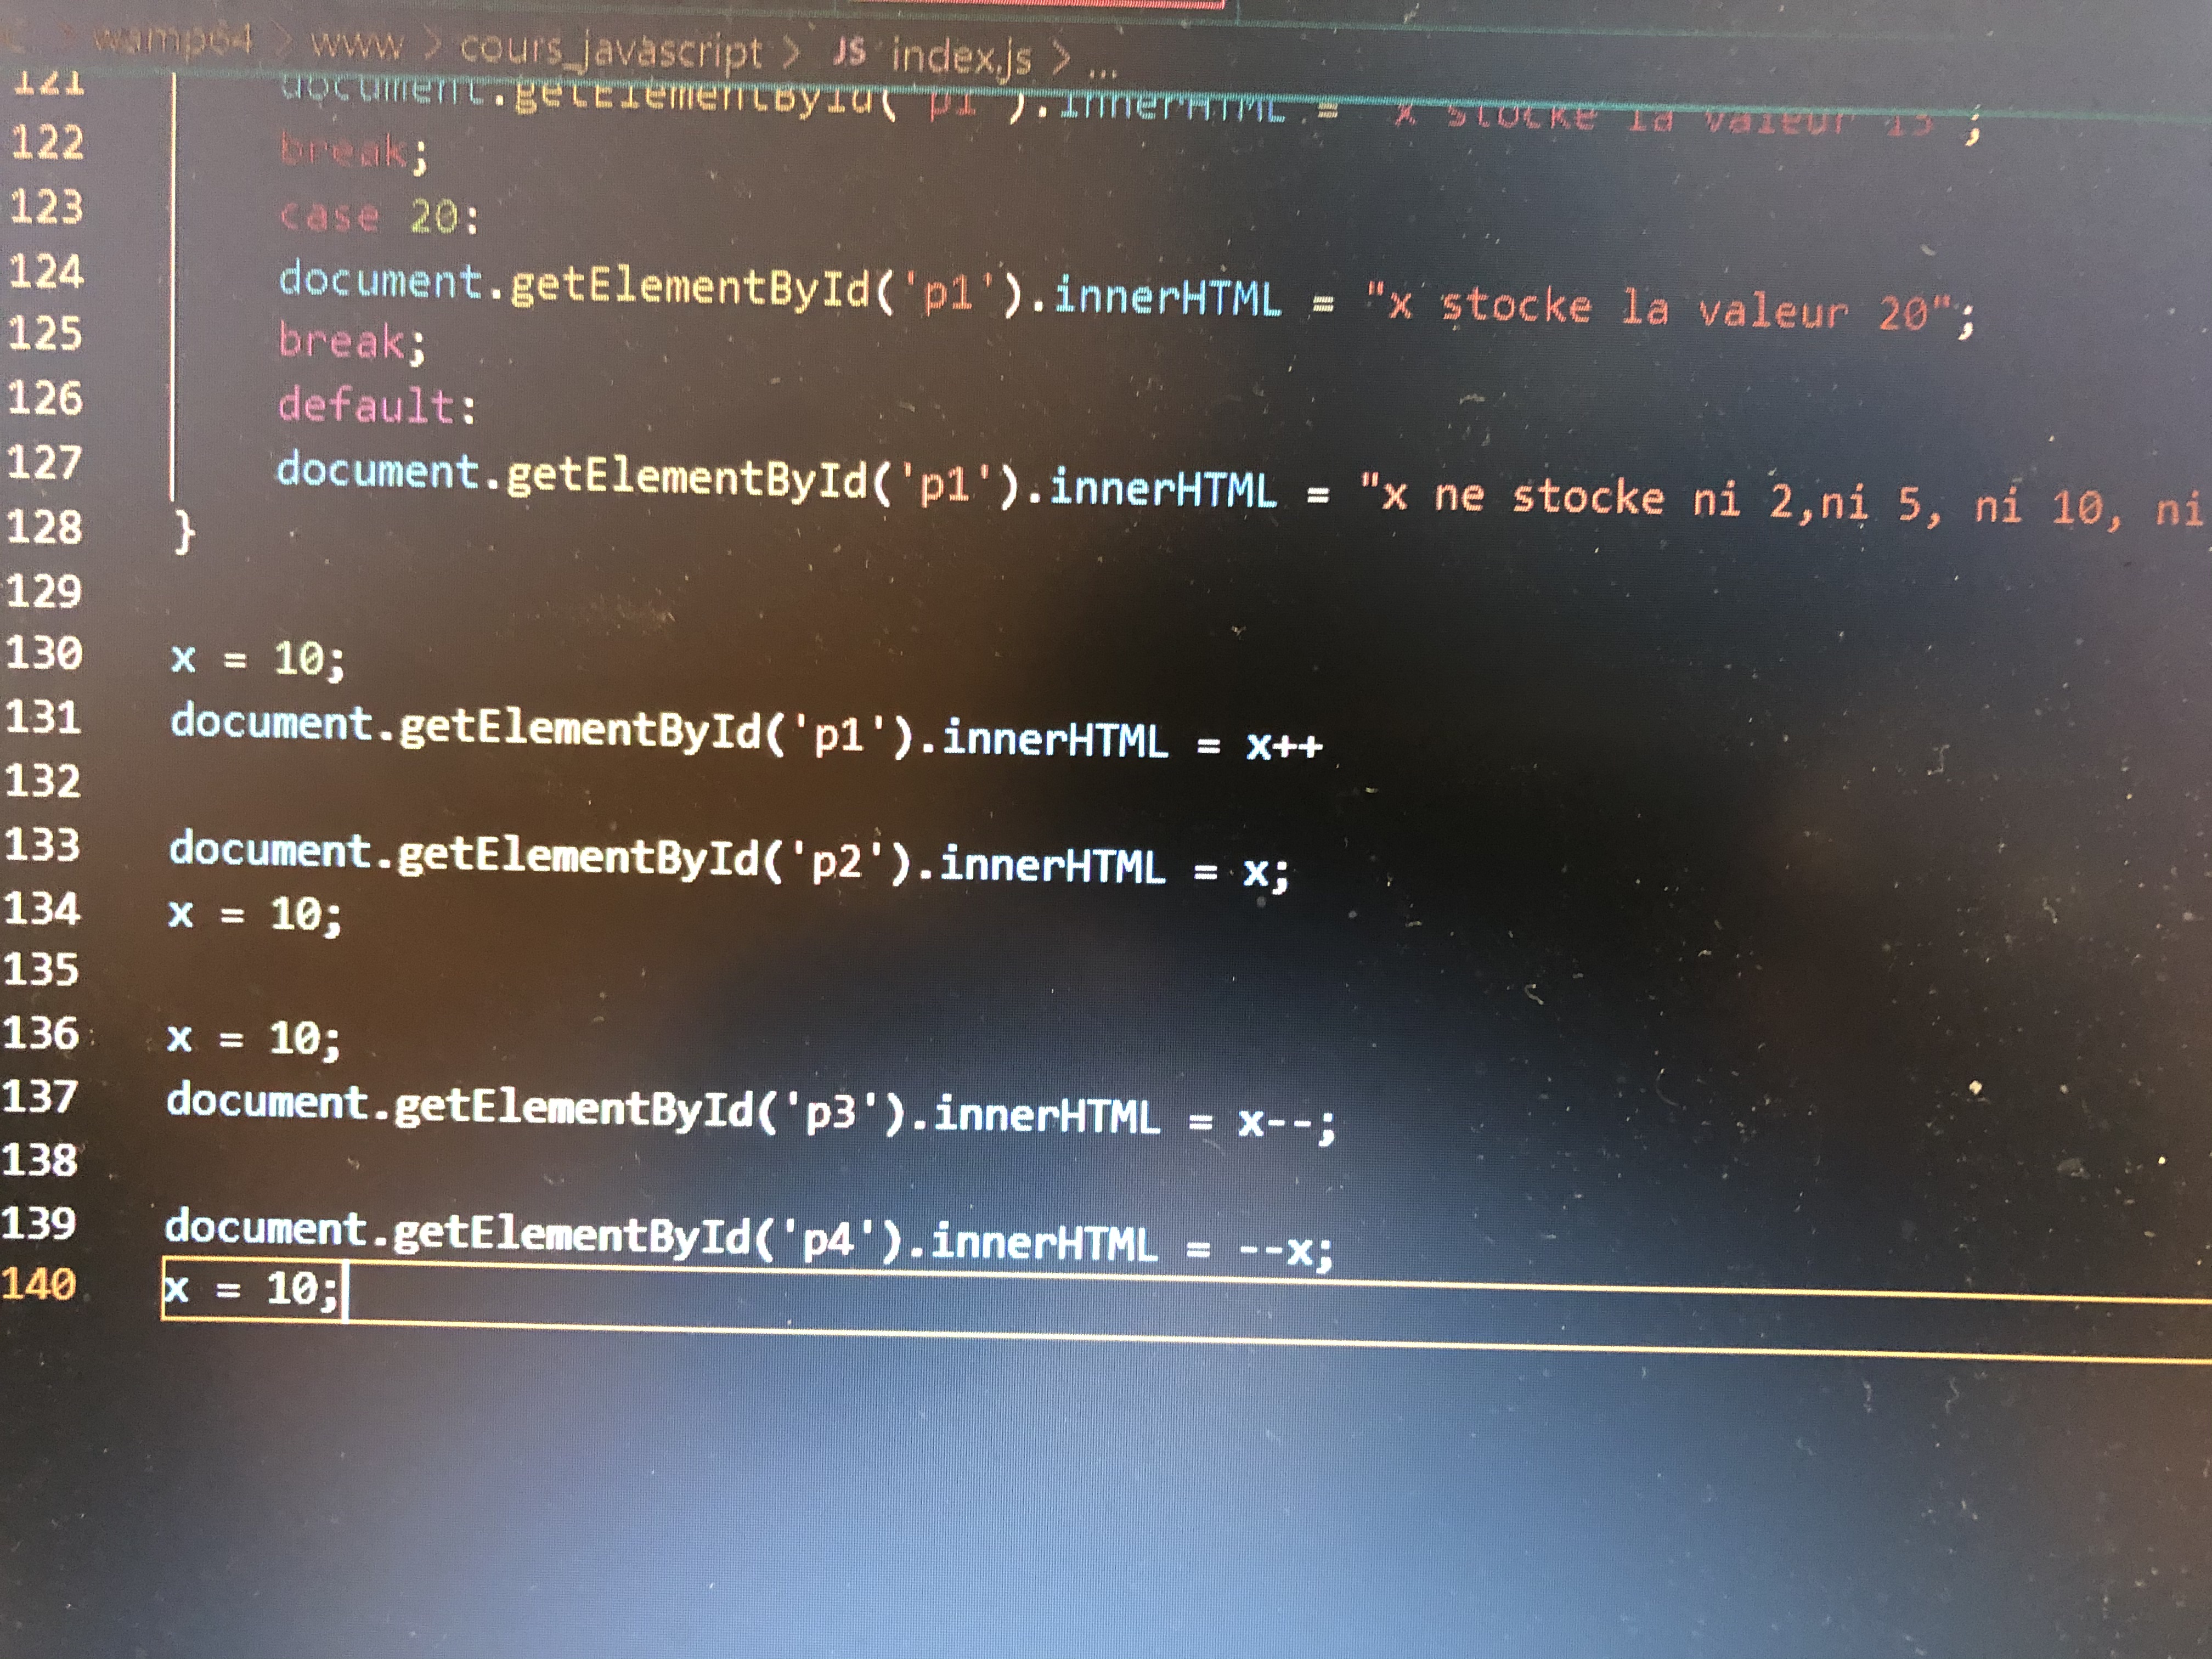 wamp64 > www > cours_javascript > JS index.js > ...
121 document.getElementById('p1').innerHTML = "x stocke la valeur 15";
122 break;
123 case 20:
124 document.getElementById('p1').innerHTML = "x stocke la valeur 20";
125 break;
126 default:
127 document.getElementById('p1').innerHTML = "x ne stocke ni 2,ni 5, ni 10, ni
128 }
129
130 x = 10;
131 document.getElementById('p1').innerHTML = x++
132
133 document.getElementById('p2').innerHTML = x;
134 x = 10;
135
136 x = 10;
137 document.getElementById('p3').innerHTML = x--;
138
139 document.getElementById('p4').innerHTML = --x;
140 x = 10;